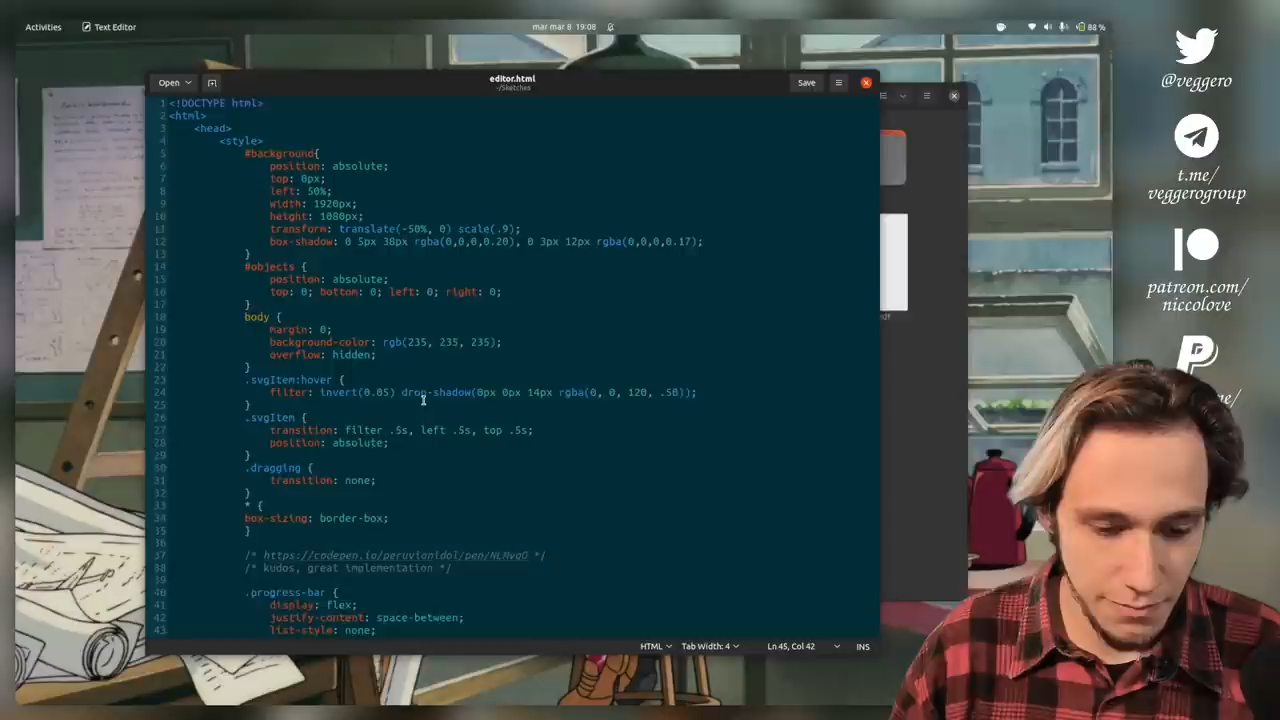 Activities
Text Editor
mar mar 8 19:08
88 %
Open
editor.html
~/Sketches
Save
1 <!DOCTYPE html>
2 <html>
3 <head>
4 <style>
5 #background{
6 position: absolute;
7 top: 0px;
8 left: 50%;
9 width: 1920px;
10 height: 1080px;
11 transform: translate(-50%, 0) scale(.9);
12 box-shadow: 0 5px 38px rgba(0,0,0,0.20), 0 3px 12px rgba(0,0,0,0.17);
13 }
14 #objects {
15 position: absolute;
16 top: 0; bottom: 0; left: 0; right: 0;
17 }
18 body {
19 margin: 0;
20 background-color: rgb(235, 235, 235);
21 overflow: hidden;
22 }
23 .svgItem:hover {
24 filter: invert(0.05) drop-shadow(0px 0px 14px rgba(0, 0, 120, .50));
25 }
26 .svgItem {
27 transition: filter .5s, left .5s, top .5s;
28 position: absolute;
29 }
30 .dragging {
31 transition: none;
32 }
33 * {
34 box-sizing: border-box;
35 }
36
37 /* https://codepen.io/peruvianidol/pen/NLMvqO */
38 /* kudos, great implementation */
39
40 .progress-bar {
41 display: flex;
42 justify-content: space-between;
43 list-style: none;
HTML
Tab Width: 4
Ln 45, Col 42
INS
@veggero
t.me/
veggerogroup
patreon.com/
niccolove